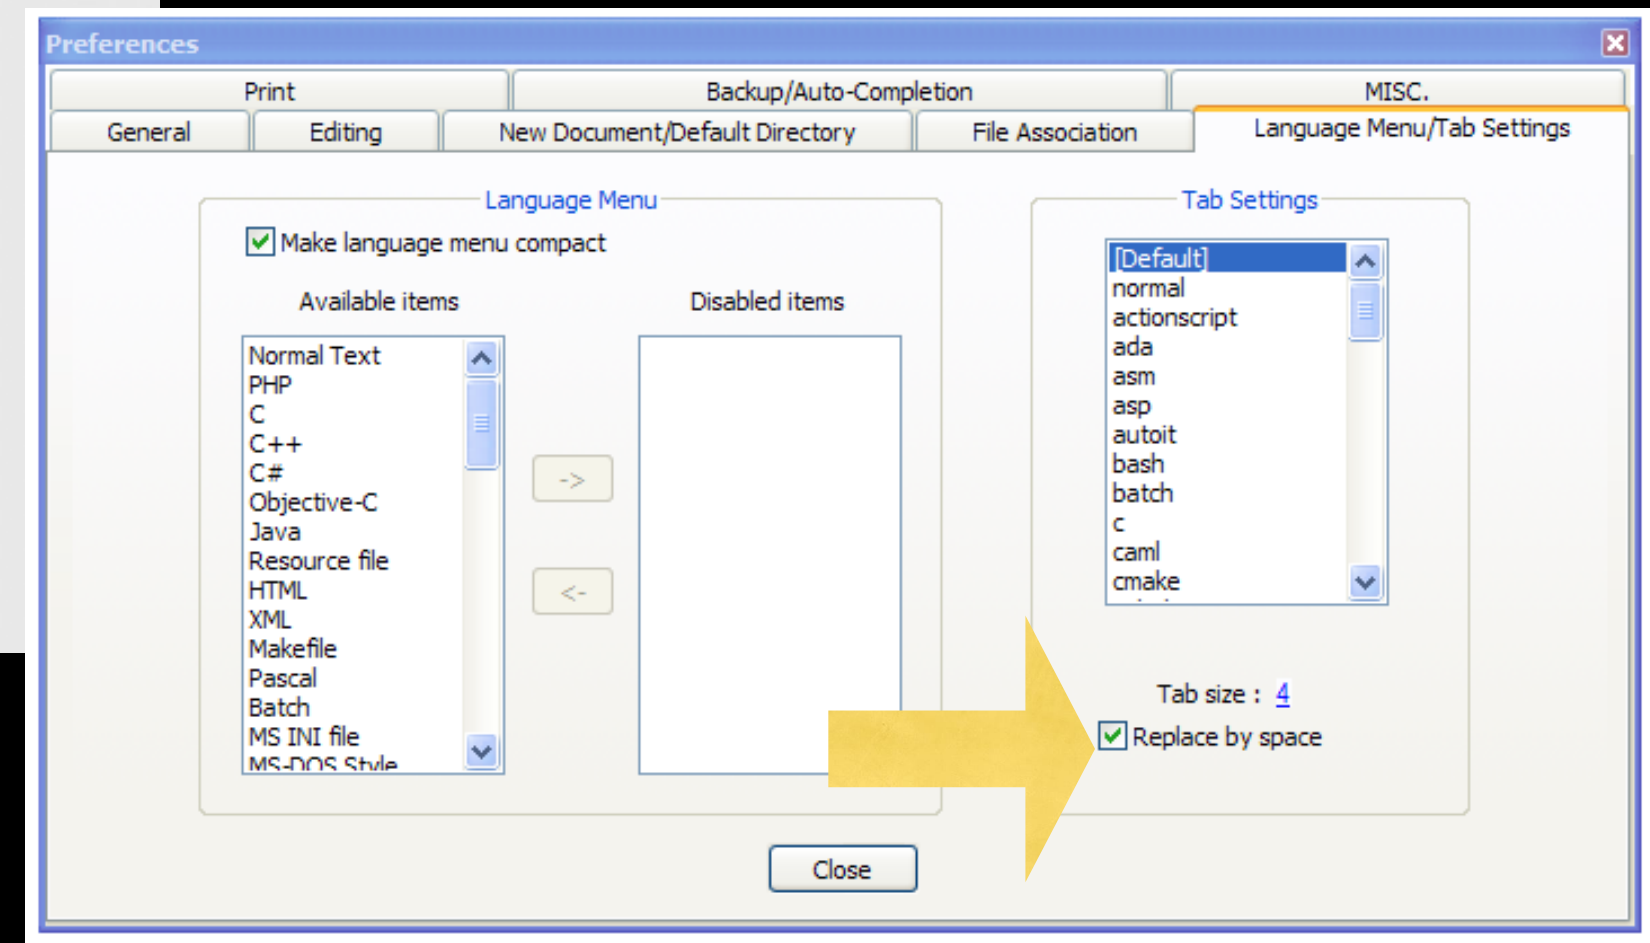 Preferences
Print
Backup/Auto-Completion
MISC.
General
Editing
New Document/Default Directory
File Association
Language Menu/Tab Settings
Language Menu
Make language menu compact
Available items
Disabled items
Normal Text
PHP
C
C++
C#
Objective-C
Java
Resource file
HTML
XML
Makefile
Pascal
Batch
MS INI file
MS-DOS Style
->
<-
Tab Settings
[Default]
normal
actionscript
ada
asm
asp
autoit
bash
batch
c
caml
cmake
Tab size : 4
Replace by space
Close